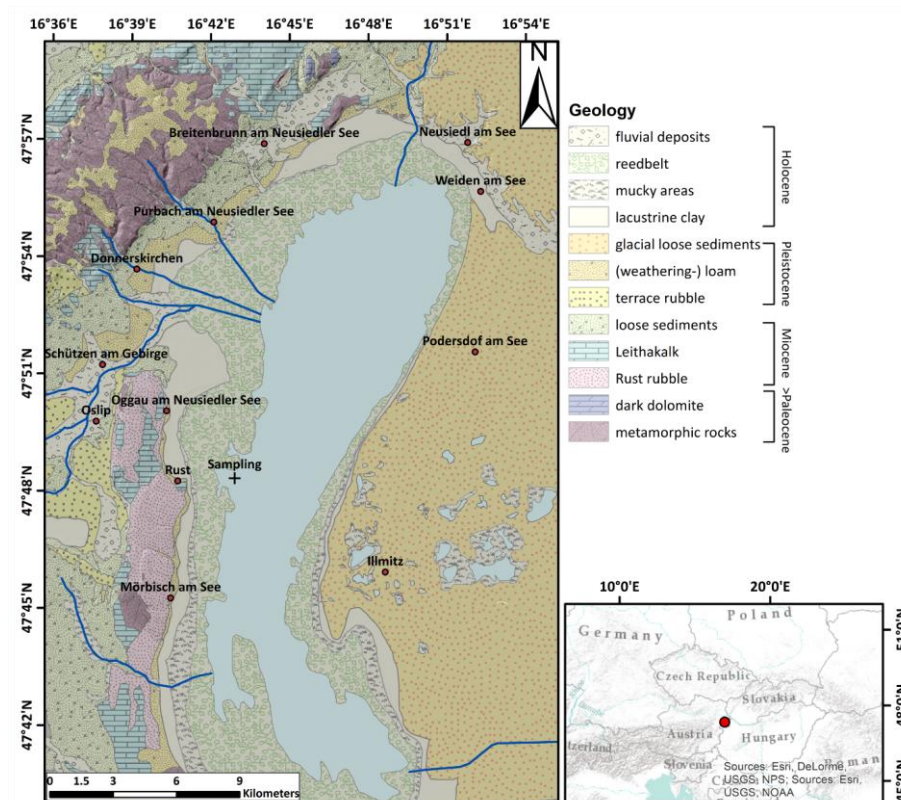 16°36'E 16°39'E 16°42'E 16°45'E 16°48'E 16°51'E 16°54'E
N
47°57'N
47°54'N
47°51'N
47°48'N
47°45'N
47°42'N
Breitenbrunn am Neusiedler See
Neusiedl am See
Weiden am See
Purbach am Neusiedler See
Donnerskirchen
Podersdof am See
Schützen am Gebirge
Oggau am Neusiedler See
Oslip
Sampling
Rust
Illmitz
Mörbisch am See
0 1.5 3 6 9
Kilometers
Geology
fluvial deposits
reedbelt
mucky areas
lacustrine clay
Holocene
glacial loose sediments
(weathering-) loam
terrace rubble
Pleistocene
loose sediments
Leithakalk
Rust rubble
Miocene
dark dolomite
metamorphic rocks
>Paleocene
10°0'E 20°0'E
51°0'N
48°0'N
45°0'N
Germany
Poland
Czech Republic
Slovakia
Austria
Hungary
Slovenia
Sources: Esri, DeLorme,
USGS, NPS; Sources: Esri,
USGS, NOAA